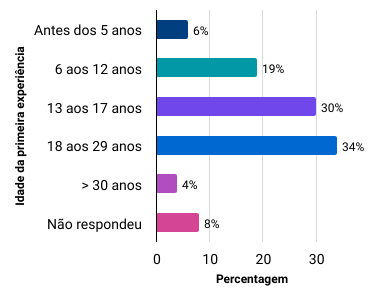 Idade da primeira experiência
Antes dos 5 anos
6%
6 aos 12 anos
19%
13 aos 17 anos
30%
18 aos 29 anos
34%
> 30 anos
4%
Não respondeu
8%
0
10
20
30
Percentagem